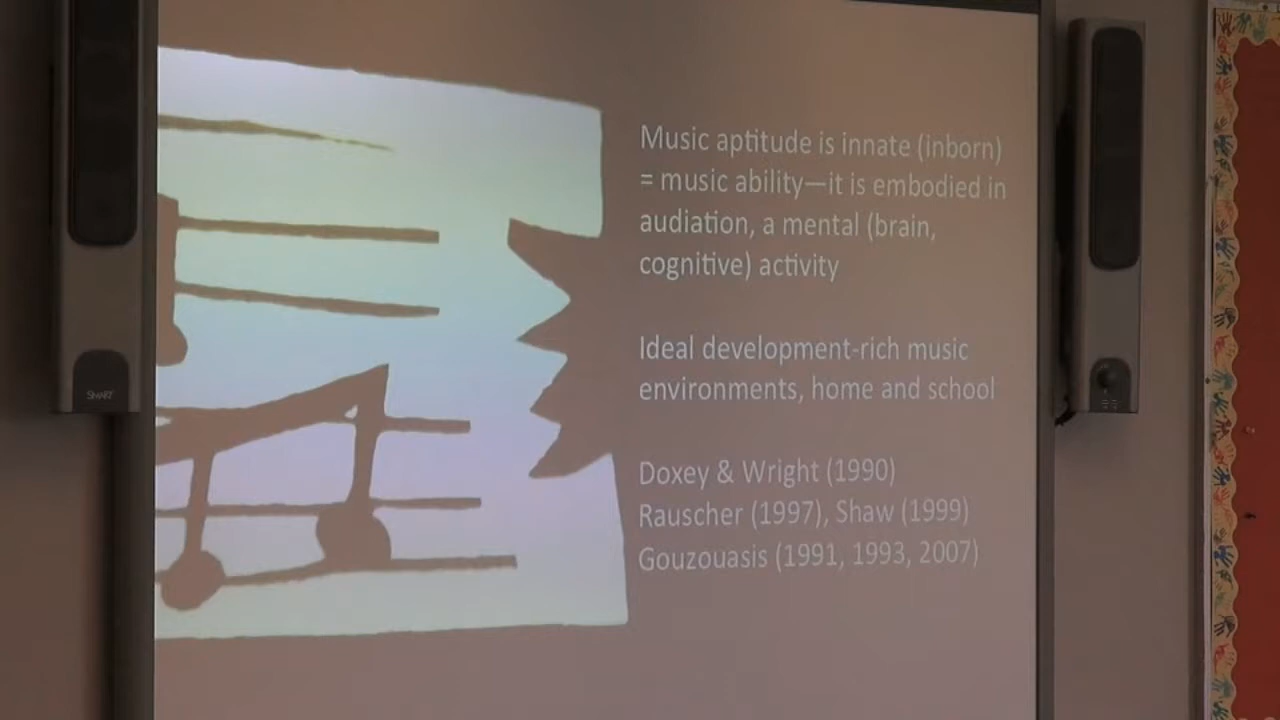 Music aptitude is innate (inborn)
= music ability—it is embodied in
audiation, a mental (brain,
cognitive) activity
Ideal development-rich music
environments, home and school
Doxey & Wright (1990)
Rauscher (1997), Shaw (1999)
Gouzouasis (1991, 1993, 2007)
SMART